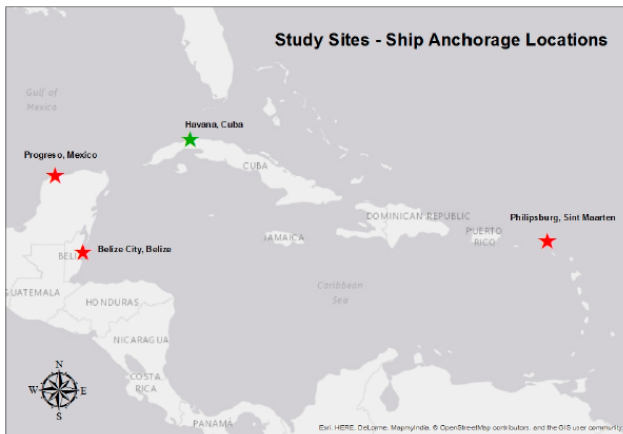 Study Sites - Ship Anchorage Locations
Gulf of
Mexico
Havana, Cuba
Progreso, Mexico
CUBA
DOMINICAN REPUBLIC
Philipsburg, Sint Maarten
PUERTO
RICO
JAMAICA
Belize City, Belize
BELI
Caribbean
Sea
GUATEMALA
HONDURAS
NICARAGUA
N
W
E
S
COSTA
RICA
PANAMÁ
Esri, HERE, DeLorme, MapmyIndia, © OpenStreetMap contributors, and the GIS user community